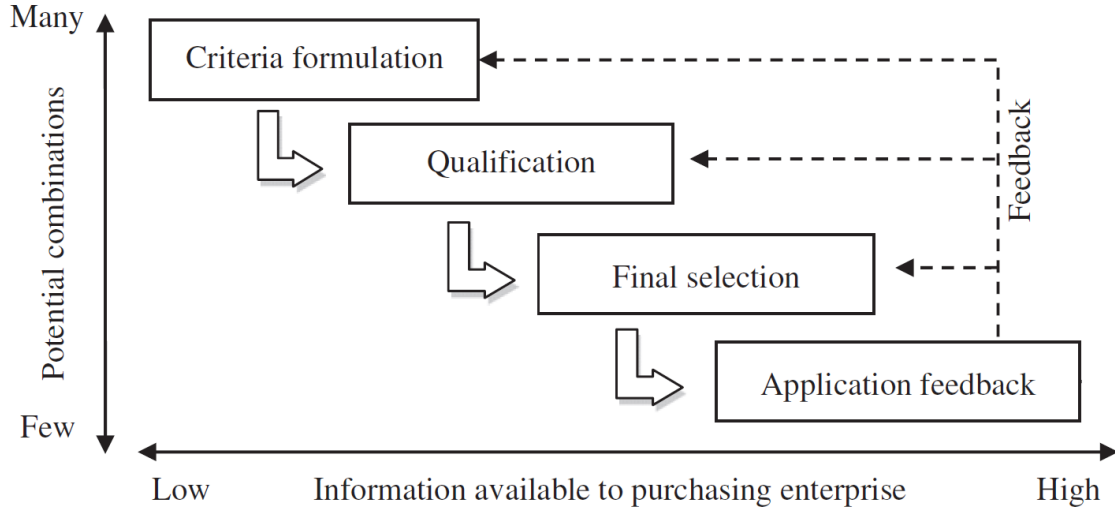 Many
Criteria formulation
Qualification
Final selection
Application feedback
Feedback
Potential combinations
Few
Low
Information available to purchasing enterprise
High